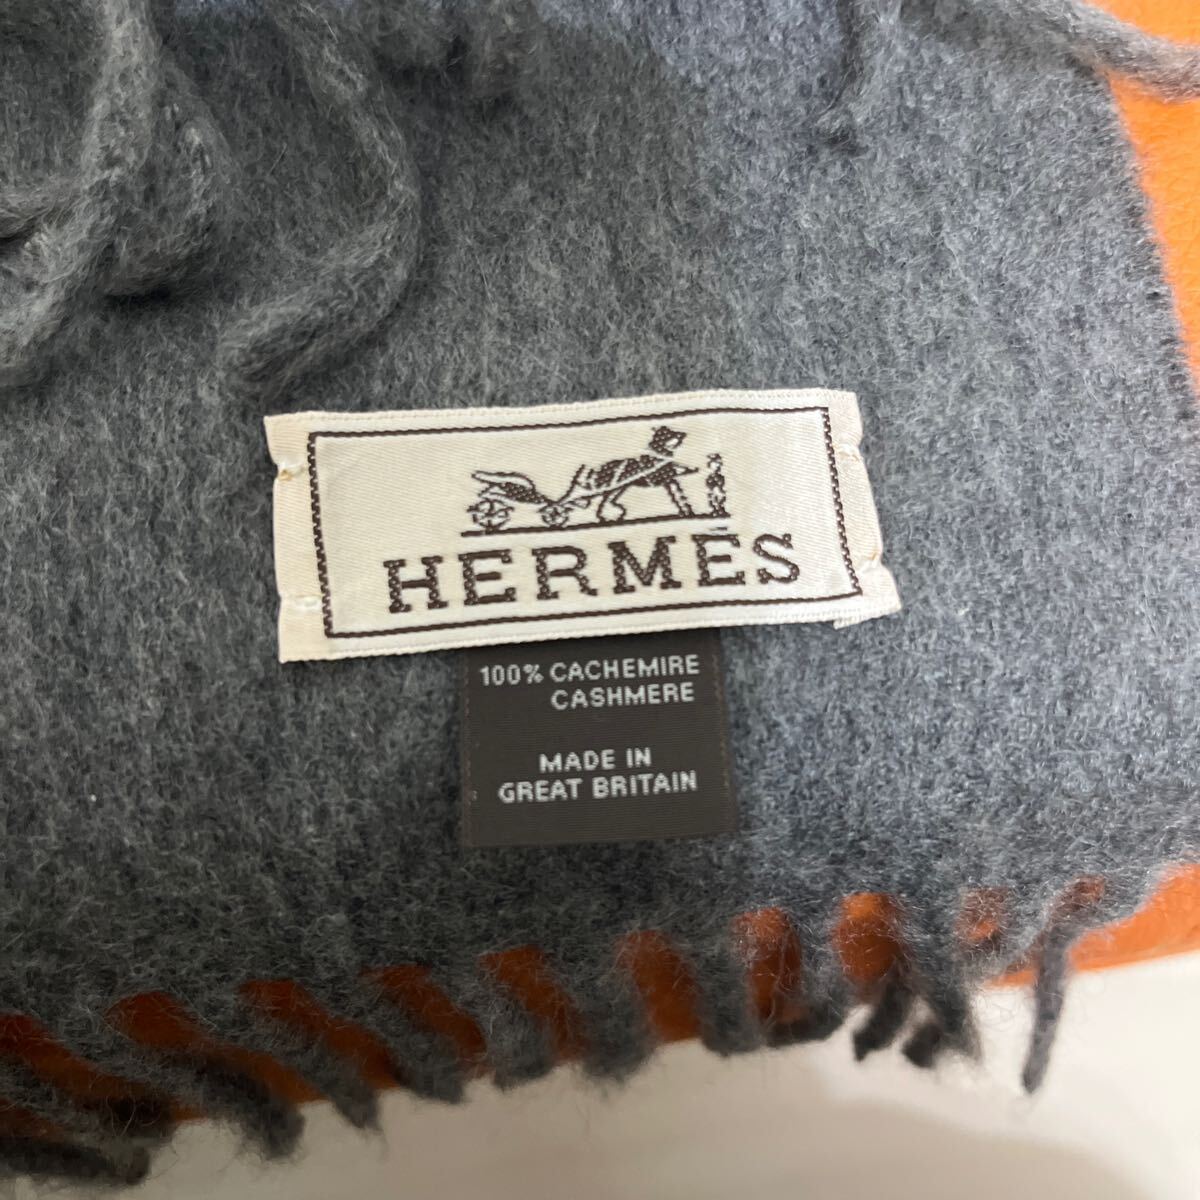 HERMÈS
100% CACHEMIRE
CASHMERE
MADE IN
GREAT BRITAIN